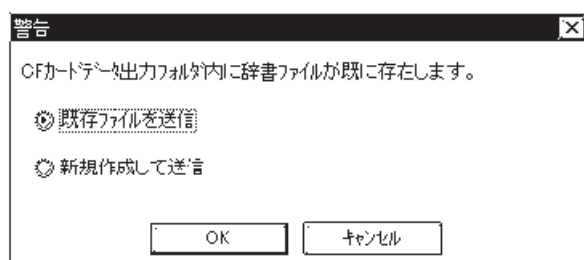 警告
CFカードデータ出力フォルダ内に辞書ファイルが既に存在します。
既存ファイルを送信
新規作成して送信
OK
キャンセル